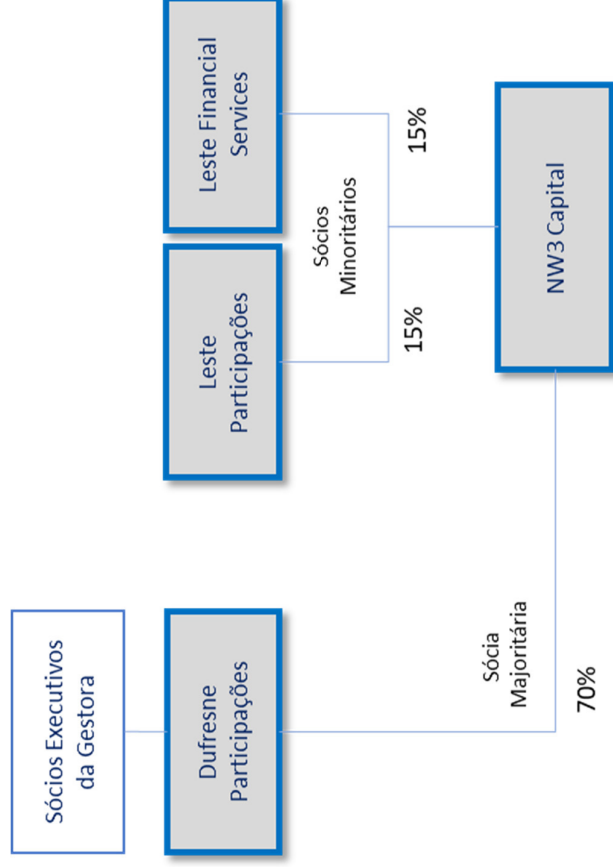 Sócios Executivos
da Gestora
Dufresne
Participações
Leste
Participações
Leste Financial
Services
Sócios
Minoritários
15%
15%
Sócia
Majoritária
70%
NW3 Capital